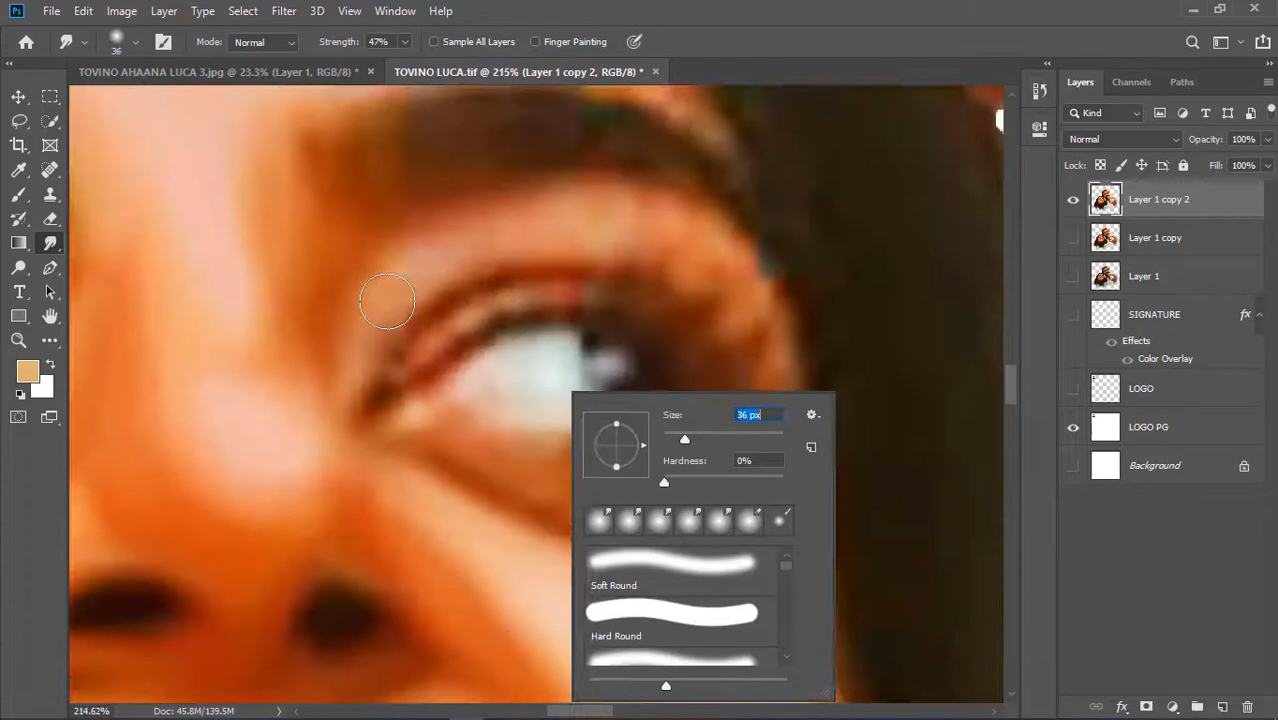 Ps File Edit Image Layer Type Select Filter 3D View Window Help
36 Mode: Normal Strength: 47% Sample All Layers Finger Painting
TOVINO AHAANA LUCA 3.jpg @ 23.3% (Layer 1, RGB/8) * × TOVINO LUCA.tif @ 215% (Layer 1 copy 2, RGB/8) * ×
Layers Channels Paths
Kind
Normal Opacity: 100%
Lock: Fill: 100%
Layer 1 copy 2
Layer 1 copy
Layer 1
SIGNATURE fx
Effects
Color Overlay
LOGO
LOGO PG
Background
Size: 36 px
Hardness: 0%
Soft Round
Hard Round
214.62% Doc: 45.8M/139.5M
fx